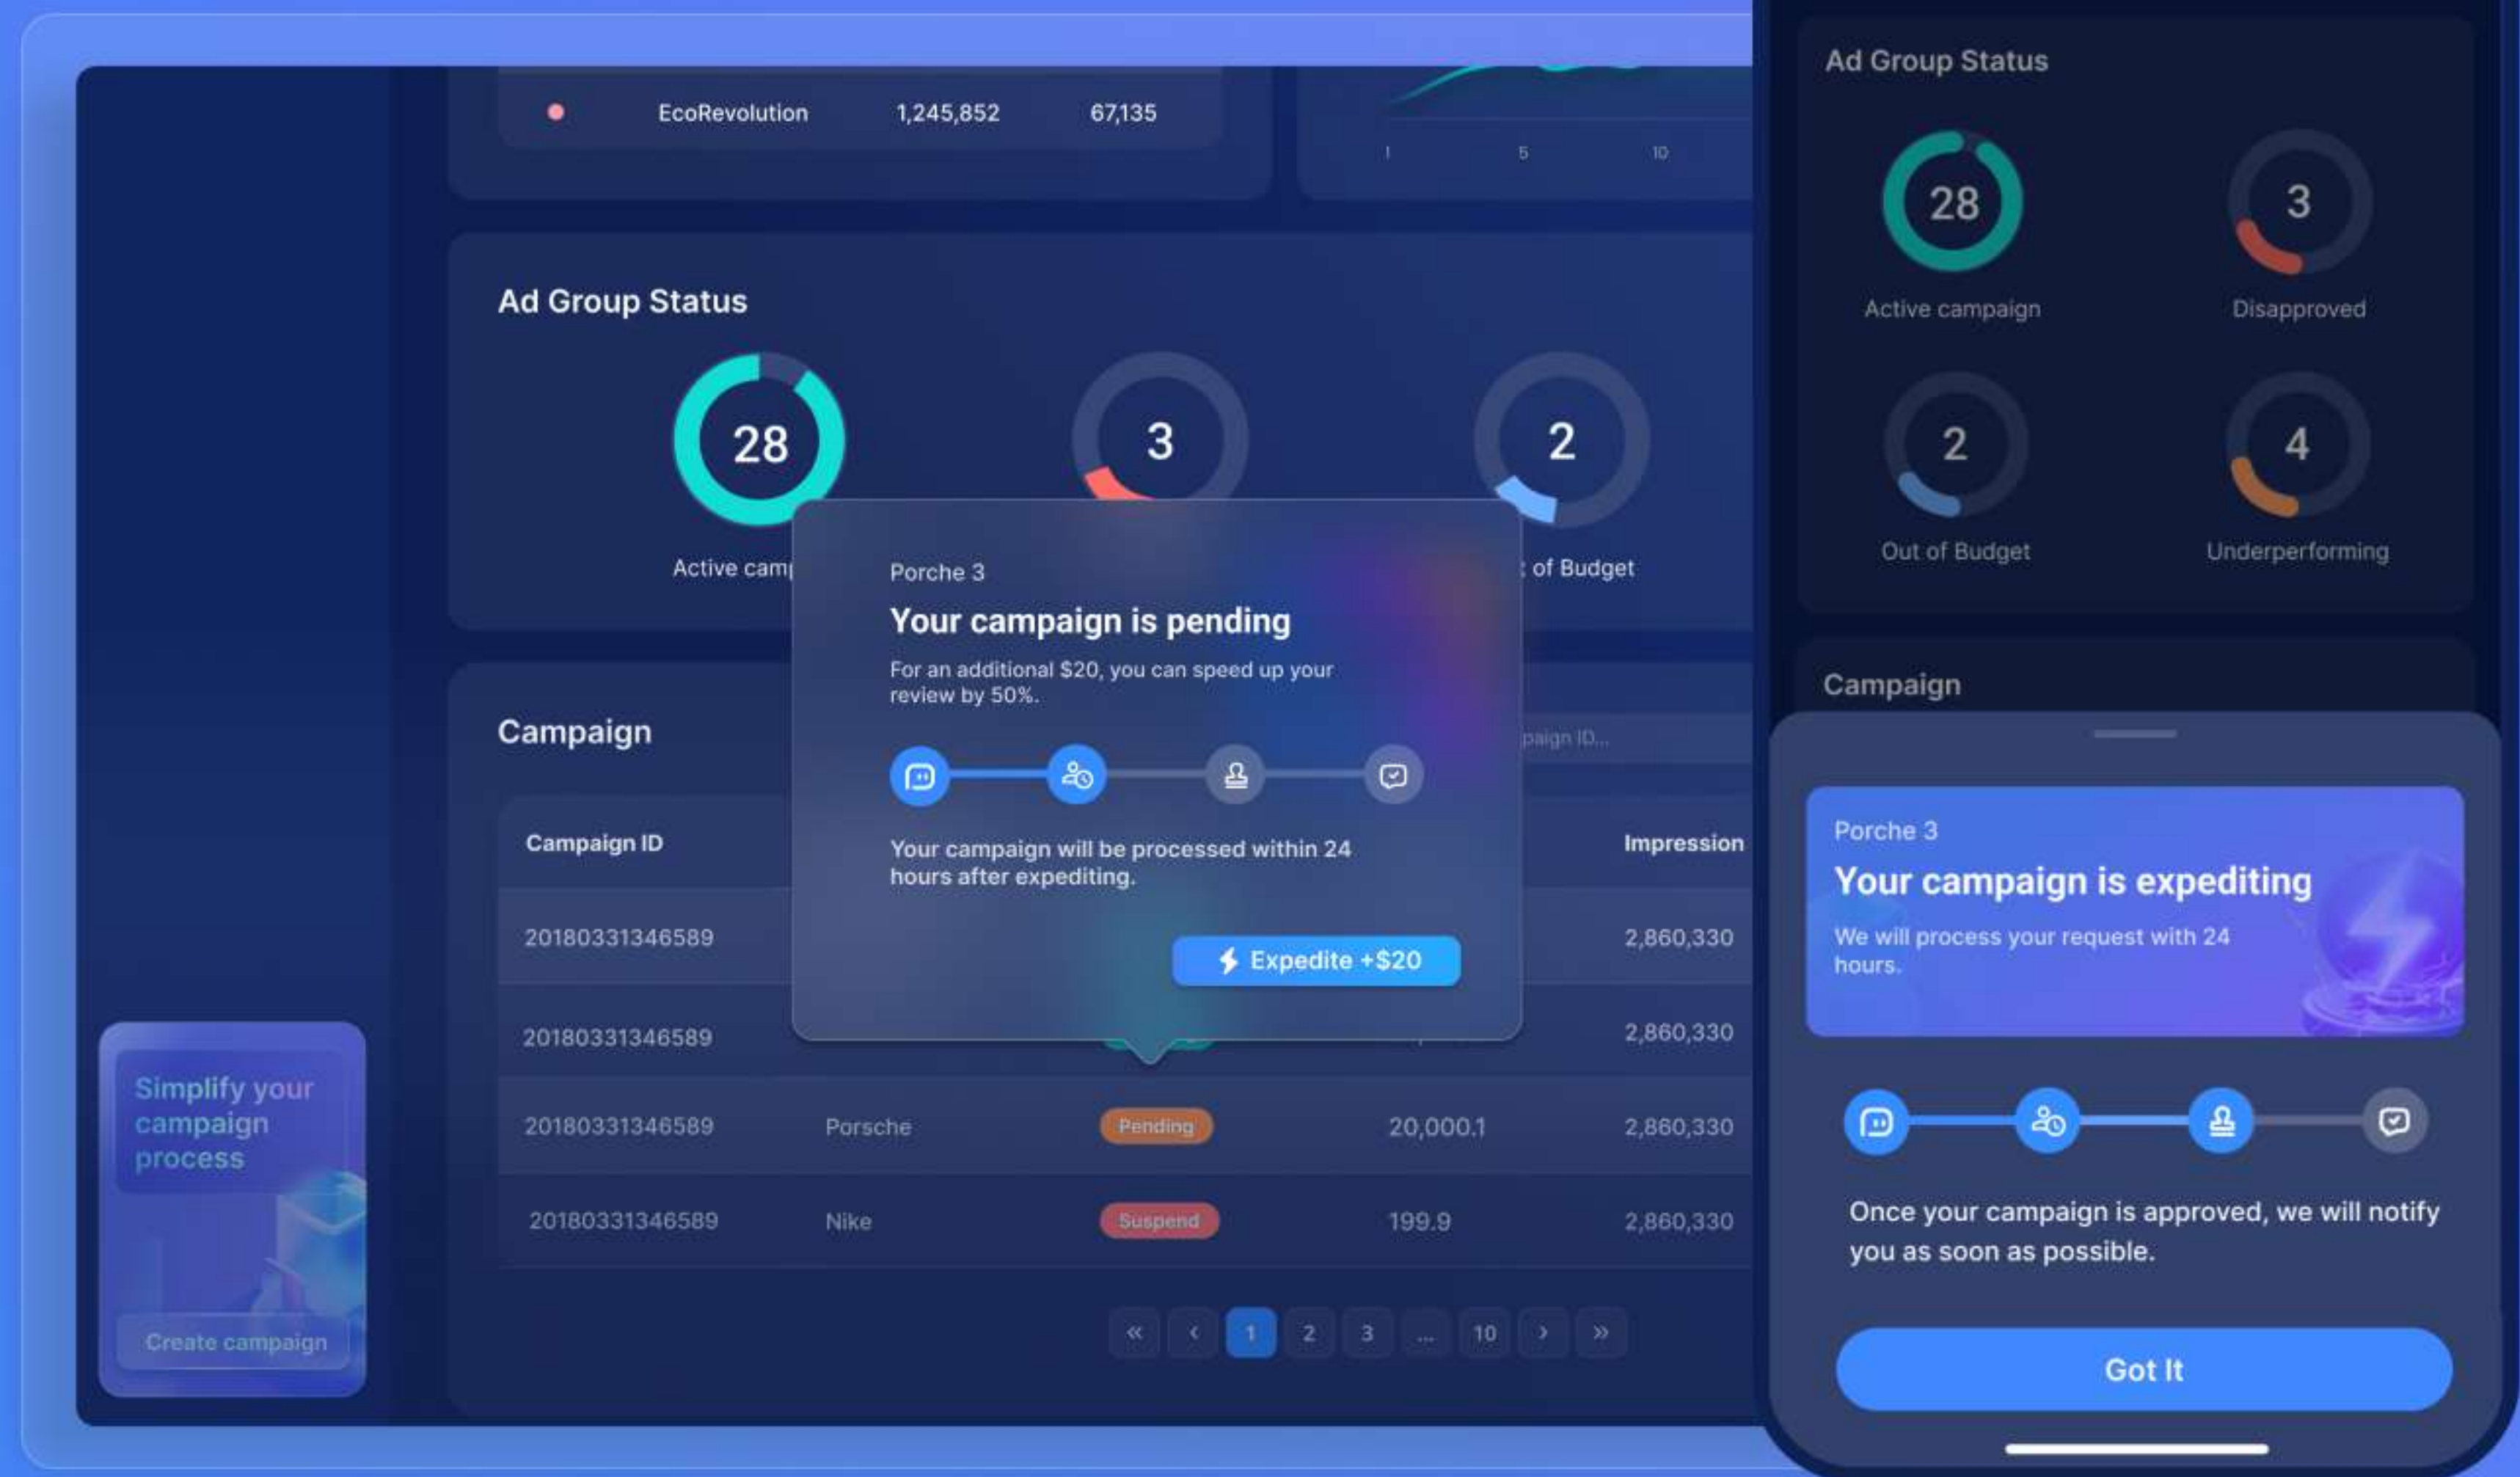 EcoRevolution 1,245,852 67,135
1 5 10
Ad Group Status
28 3 2
Active of Budget
Porche 3
Your campaign is pending
For an additional $20, you can speed up your
review by 50%.
Your campaign will be processed within 24
hours after expediting.
Expedite +$20
Campaign
ID...
Campaign ID Impression
20180331346589 2,860,330
20180331346589 2,860,330
20180331346589 Porsche Pending 20,000.1 2,860,330
20180331346589 Nike Suspend 199.9 2,860,330
« ‹ 1 2 3 ... 10 › »
Simplify your
campaign
process
Create campaign
Ad Group Status
28 3
Active campaign Disapproved
2 4
Out of Budget Underperforming
Campaign
Porche 3
Your campaign is expediting
We will process your request with 24
hours.
Once your campaign is approved, we will notify
you as soon as possible.
Got It